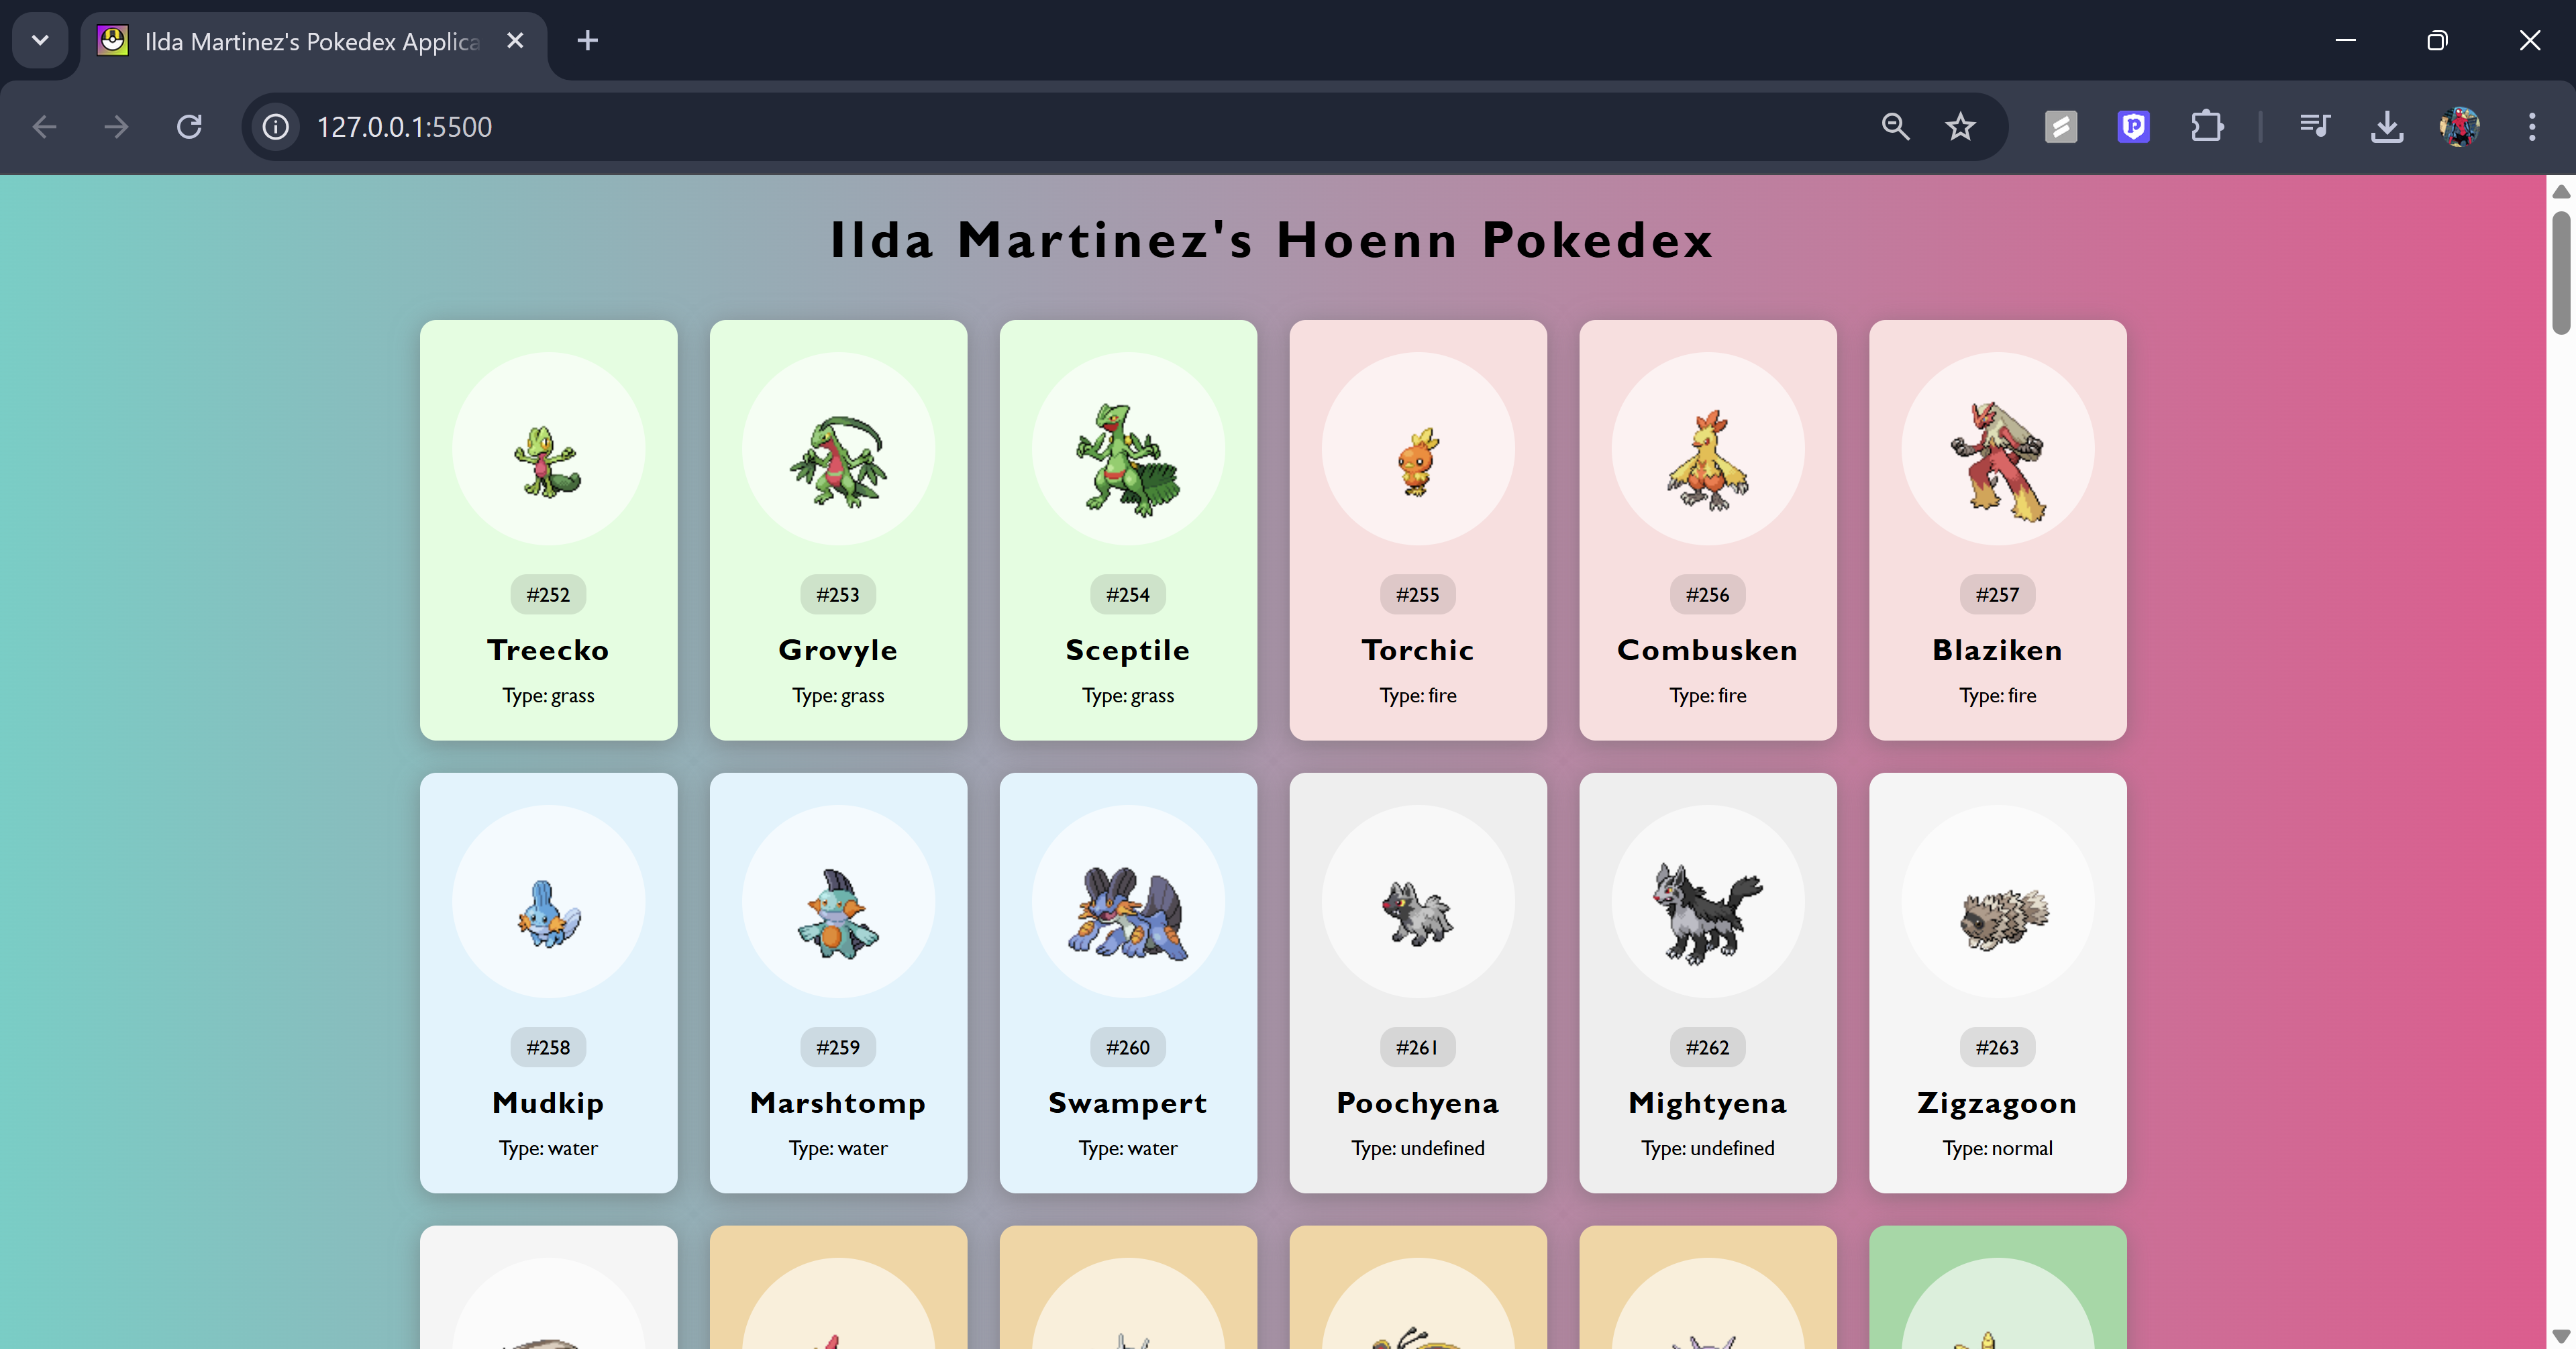 Ilda Martinez's Pokedex Applica
127.0.0.1:5500
Ilda Martinez's Hoenn Pokedex
#252
Treecko
Type: grass
#253
Grovyle
Type: grass
#254
Sceptile
Type: grass
#255
Torchic
Type: fire
#256
Combusken
Type: fire
#257
Blaziken
Type: fire
#258
Mudkip
Type: water
#259
Marshtomp
Type: water
#260
Swampert
Type: water
#261
Poochyena
Type: undefined
#262
Mightyena
Type: undefined
#263
Zigzagoon
Type: normal